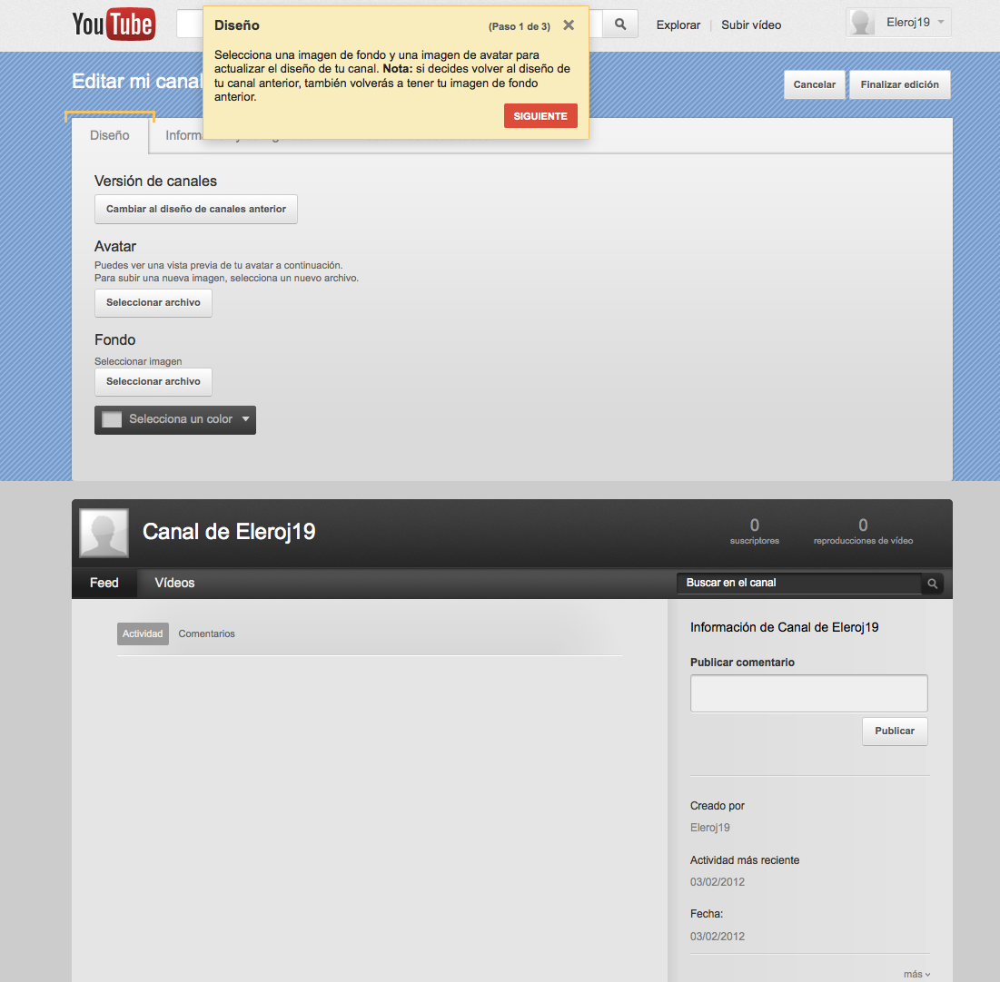 YouTube
Explorar
Subir vídeo
Eleroj19
Diseño
(Paso 1 de 3)
Selecciona una imagen de fondo y una imagen de avatar para
actualizar el diseño de tu canal. Nota: si decides volver al diseño de
tu canal anterior, también volverás a tener tu imagen de fondo
anterior.
SIGUIENTE
Editar mi canal
Cancelar
Finalizar edición
Diseño
Versión de canales
Cambiar al diseño de canales anterior
Avatar
Puedes ver una vista previa de tu avatar a continuación.
Para subir una nueva imagen, selecciona un nuevo archivo.
Seleccionar archivo
Fondo
Seleccionar imagen
Seleccionar archivo
Selecciona un color
Canal de Eleroj19
0
suscriptores
0
reproducciones de vídeo
Feed
Vídeos
Buscar en el canal
Actividad
Comentarios
Información de Canal de Eleroj19
Publicar comentario
Publicar
Creado por
Eleroj19
Actividad más reciente
03/02/2012
Fecha:
03/02/2012
más